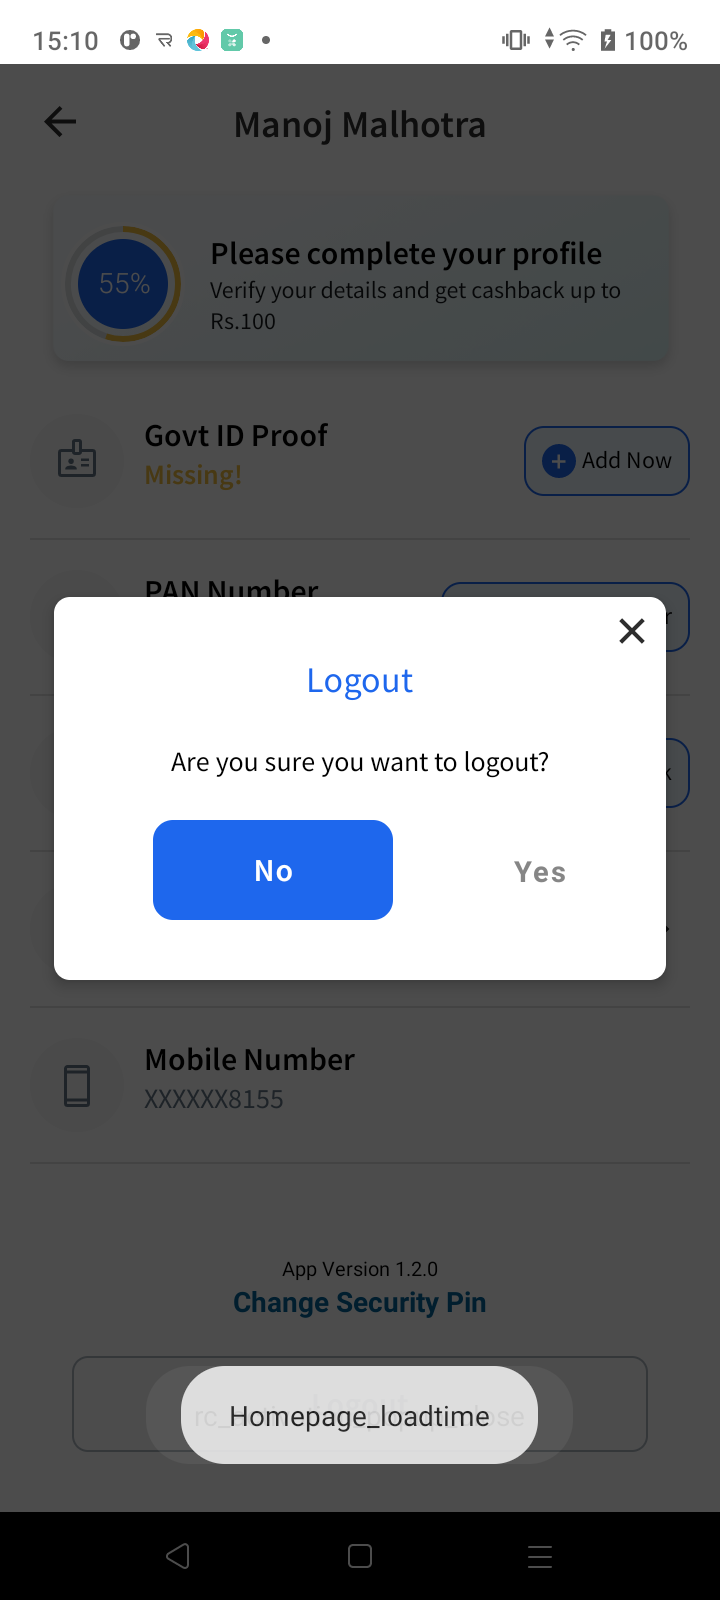 15:10
100%
Manoj Malhotra
55%
Please complete your profile
Verify your details and get cashback up to
Rs.100
Govt ID Proof
Missing!
Add Now
PAN Number
Logout
Are you sure you want to logout?
No
Yes
Mobile Number
XXXXXX8155
App Version 1.2.0
Change Security Pin
Logout
Homepage_loadtime